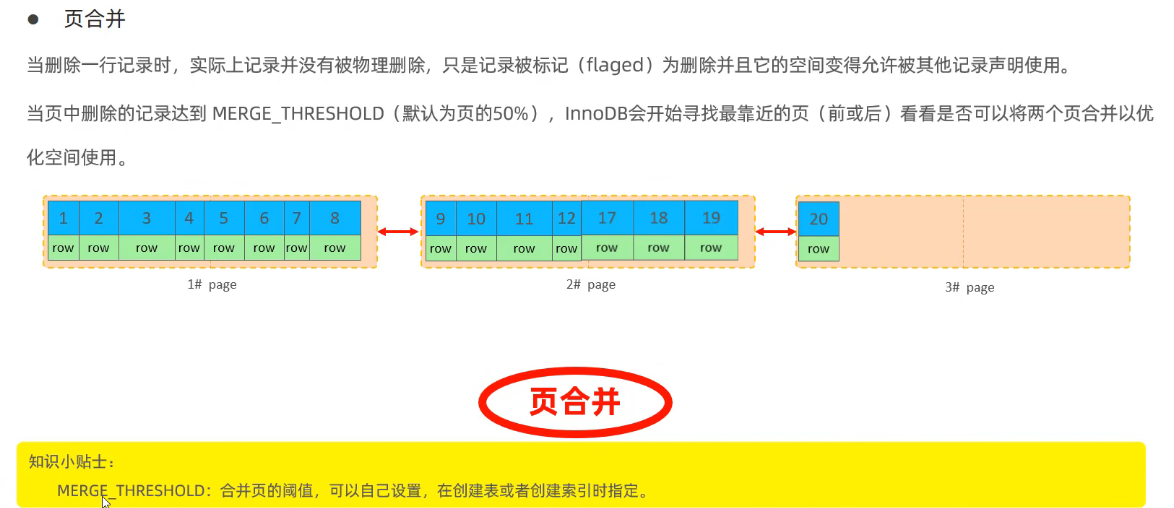 ● 页合并
当删除一行记录时，实际上记录并没有被物理删除，只是记录被标记（flaged）为删除并且它的空间变得允许被其他记录声明使用。
当页中删除的记录达到 MERGE_THRESHOLD（默认为页的50%），InnoDB会开始寻找最靠近的页（前或后）看看是否可以将两个页合并以优
化空间使用。
1 2 3 4 5 6 7 8 9 10 11 12 17 18 19 20
row row row row row row row row row row row row row row row row
1# page 2# page 3# page
页合并
知识小贴士：
MERGE_THRESHOLD：合并页的阈值，可以自己设置，在创建表或者创建索引时指定。